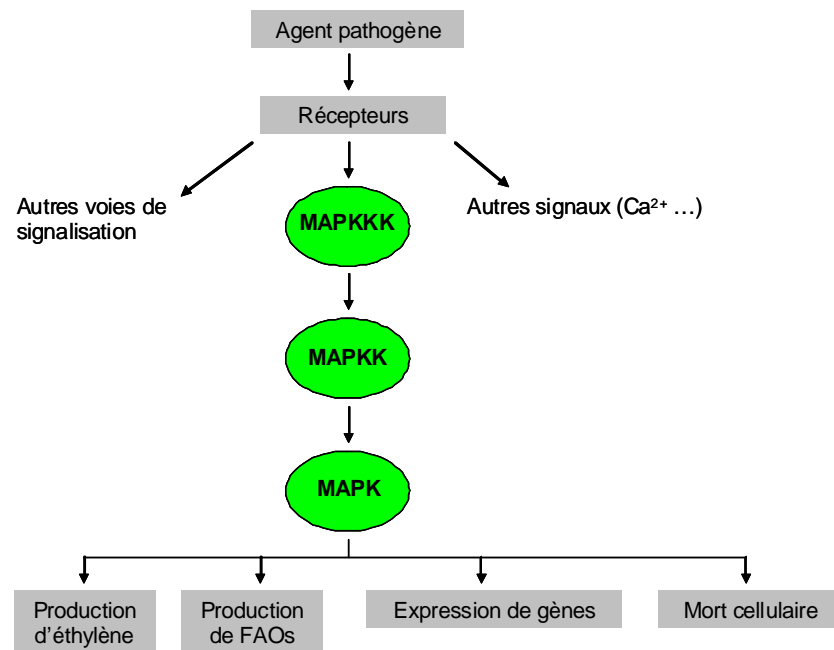 Agent pathogène
Récepteurs
Autres voies de
signalisation
Autres signaux (Ca²⁺ …)
MAPKKK
MAPKK
MAPK
Production
d’éthylène
Production
de FAOs
Expression de gènes
Mort cellulaire